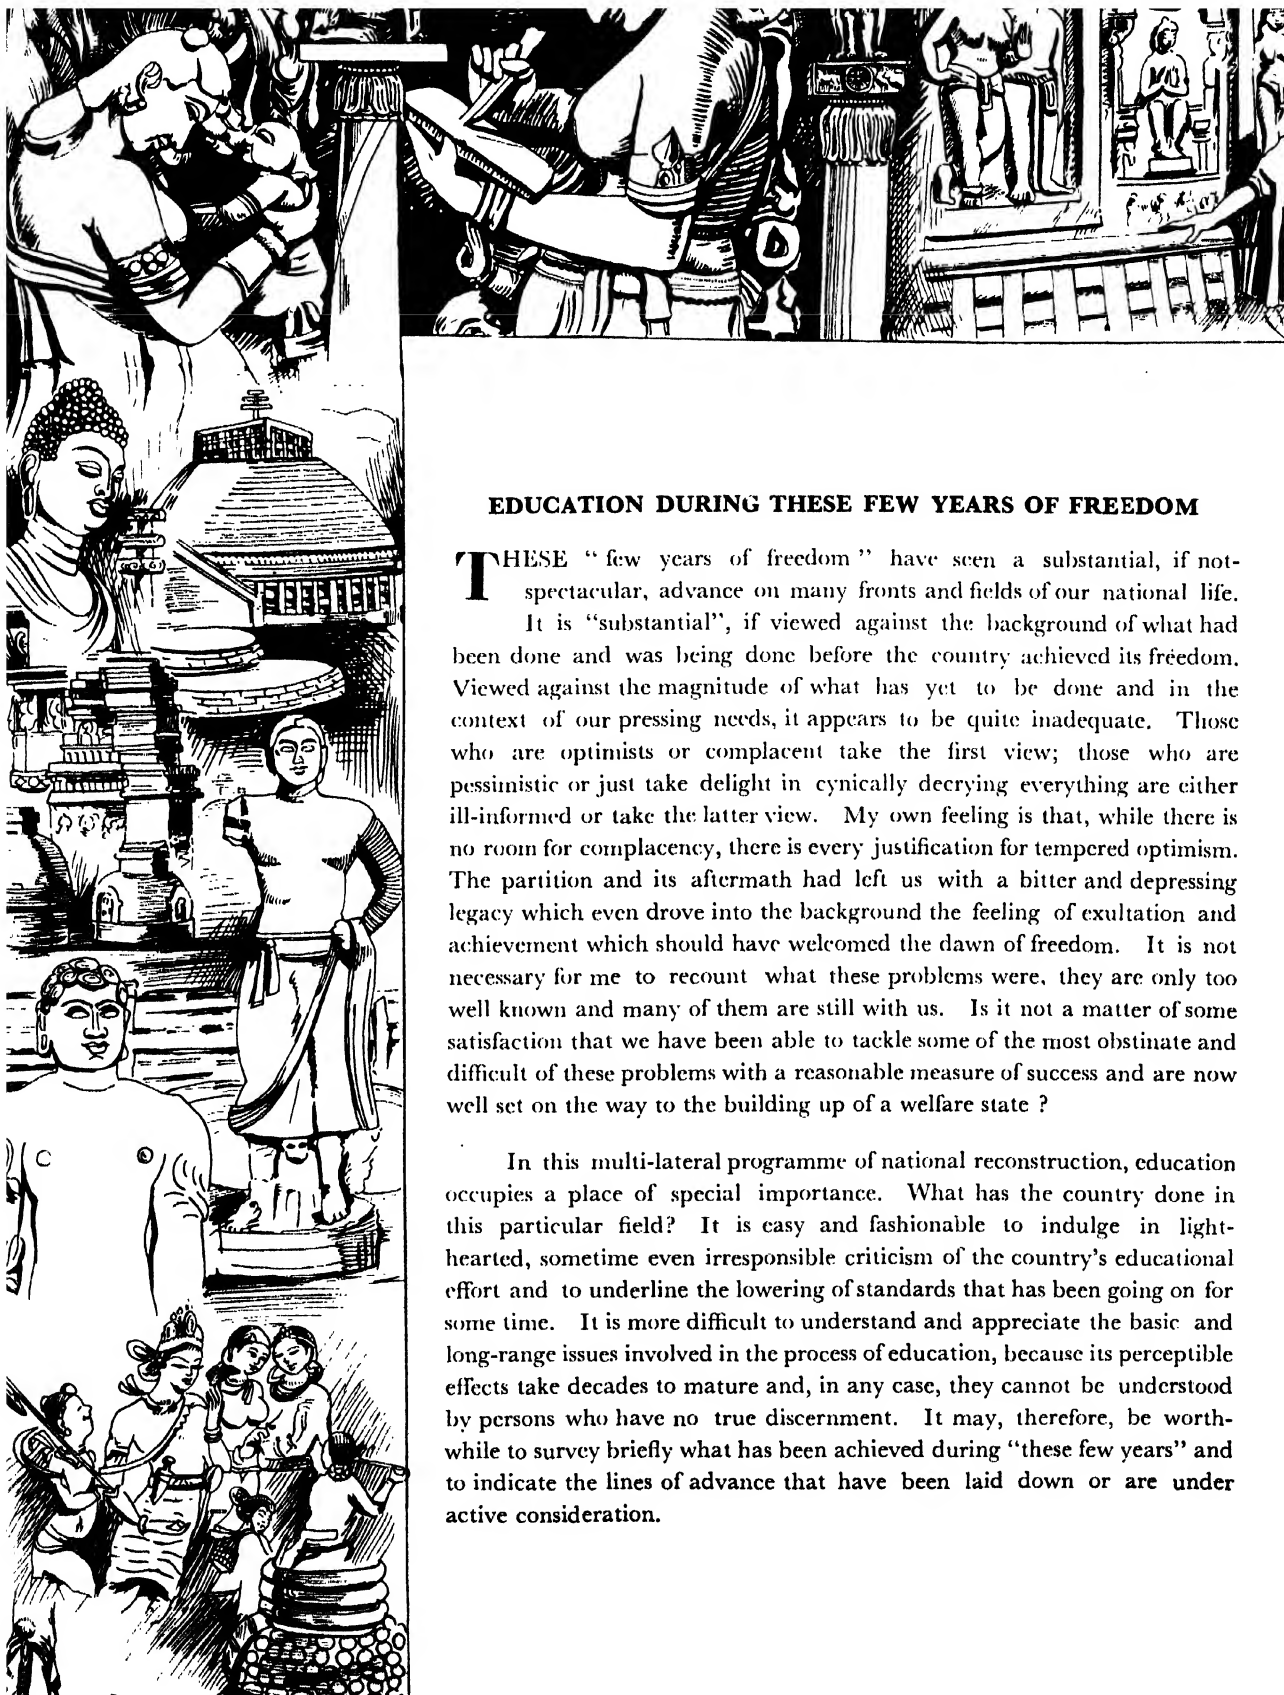 EDUCATION DURING THESE FEW YEARS OF FREEDOM
THESE “ few years of freedom ” have seen a substantial, if not-
spectacular, advance on many fronts and fields of our national life.
It is “substantial”, if viewed against the background of what had
been done and was being done before the country achieved its freedom.
Viewed against the magnitude of what has yet to be done and in the
context of our pressing needs, it appears to be quite inadequate. Those
who are optimists or complacent take the first view; those who are
pessimistic or just take delight in cynically decrying everything are either
ill-informed or take the latter view. My own feeling is that, while there is
no room for complacency, there is every justification for tempered optimism.
The partition and its aftermath had left us with a bitter and depressing
legacy which even drove into the background the feeling of exultation and
achievement which should have welcomed the dawn of freedom. It is not
necessary for me to recount what these problems were, they are only too
well known and many of them are still with us. Is it not a matter of some
satisfaction that we have been able to tackle some of the most obstinate and
difficult of these problems with a reasonable measure of success and are now
well set on the way to the building up of a welfare state ?
In this multi-lateral programme of national reconstruction, education
occupies a place of special importance. What has the country done in
this particular field? It is easy and fashionable to indulge in light-
hearted, sometime even irresponsible criticism of the country’s educational
effort and to underline the lowering of standards that has been going on for
some time. It is more difficult to understand and appreciate the basic and
long-range issues involved in the process of education, because its perceptible
effects take decades to mature and, in any case, they cannot be understood
by persons who have no true discernment. It may, therefore, be worth-
while to survey briefly what has been achieved during “these few years” and
to indicate the lines of advance that have been laid down or are under
active consideration.